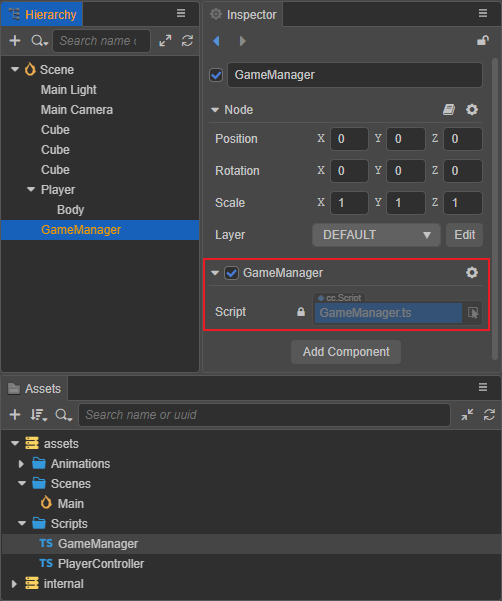 Hierarchy
Search name o
Scene
Main Light
Main Camera
Cube
Cube
Cube
Player
Body
GameManager
Inspector
GameManager
Node
Position X 0 Y 0 Z 0
Rotation X 0 Y 0 Z 0
Scale X 1 Y 1 Z 1
Layer DEFAULT Edit
GameManager
cc.Script
Script GameManager.ts
Add Component
Assets
Search name or uuid
assets
Animations
Scenes
Main
Scripts
TS GameManager
TS PlayerController
internal